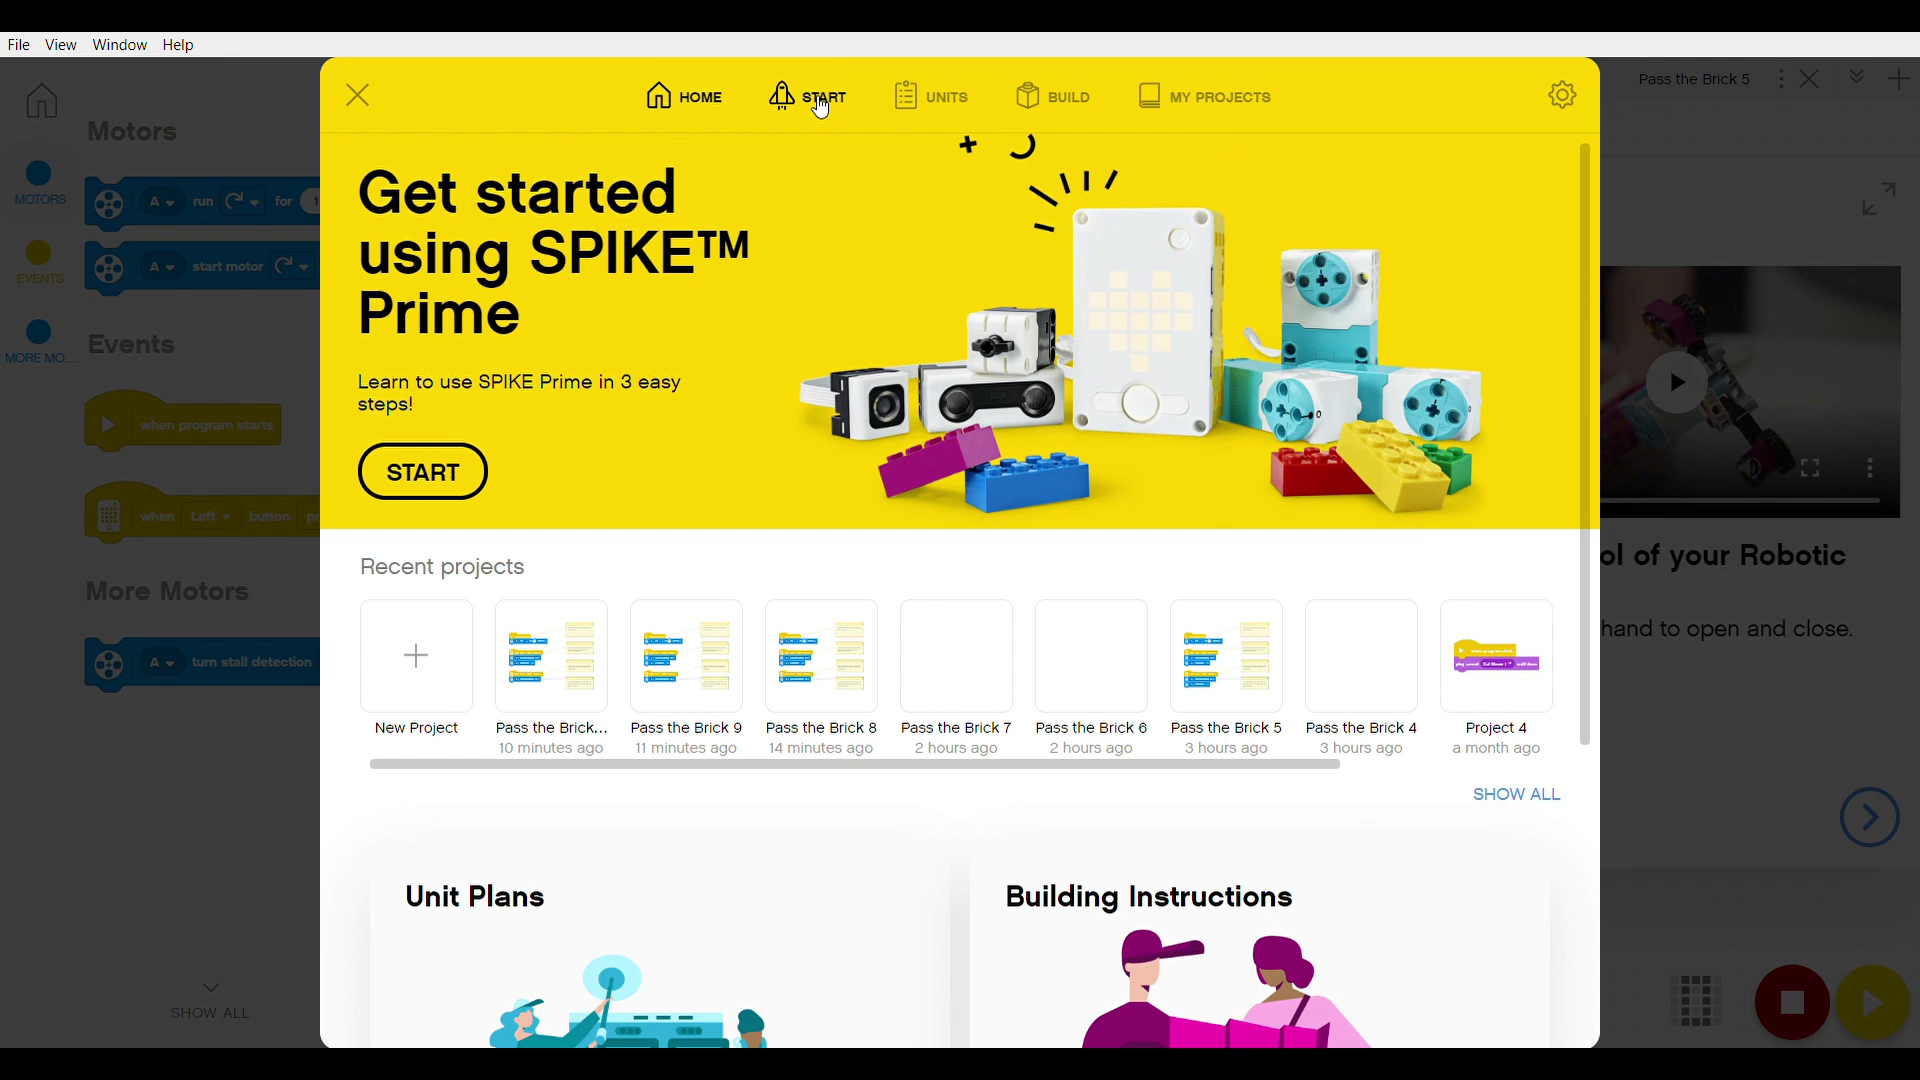 File View Window Help
HOME START UNITS BUILD MY PROJECTS
Pass the Brick 5
Motors
MOTORS
A run for 1
A start motor
EVENTS
MORE MO...
Events
when program starts
when Left button
More Motors
A turn stall detection
SHOW ALL
Get started
using SPIKE™
Prime
Learn to use SPIKE Prime in 3 easy
steps!
START
Recent projects
New Project
Pass the Brick...
10 minutes ago
Pass the Brick 9
11 minutes ago
Pass the Brick 8
14 minutes ago
Pass the Brick 7
2 hours ago
Pass the Brick 6
2 hours ago
Pass the Brick 5
3 hours ago
Pass the Brick 4
3 hours ago
Project 4
a month ago
SHOW ALL
Unit Plans
Building Instructions
ol of your Robotic
hand to open and close.